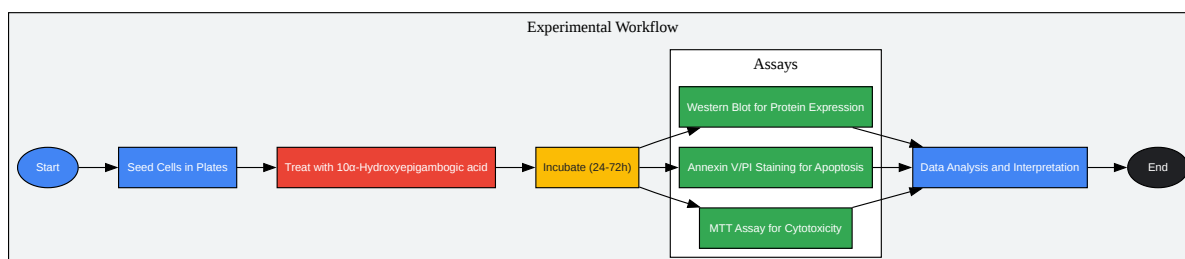 Experimental Workflow
Assays
Start
Seed Cells in Plates
Treat with 10α-Hydroxyepigambogic acid
Incubate (24-72h)
Western Blot for Protein Expression
Annexin V/PI Staining for Apoptosis
MTT Assay for Cytotoxicity
Data Analysis and Interpretation
End